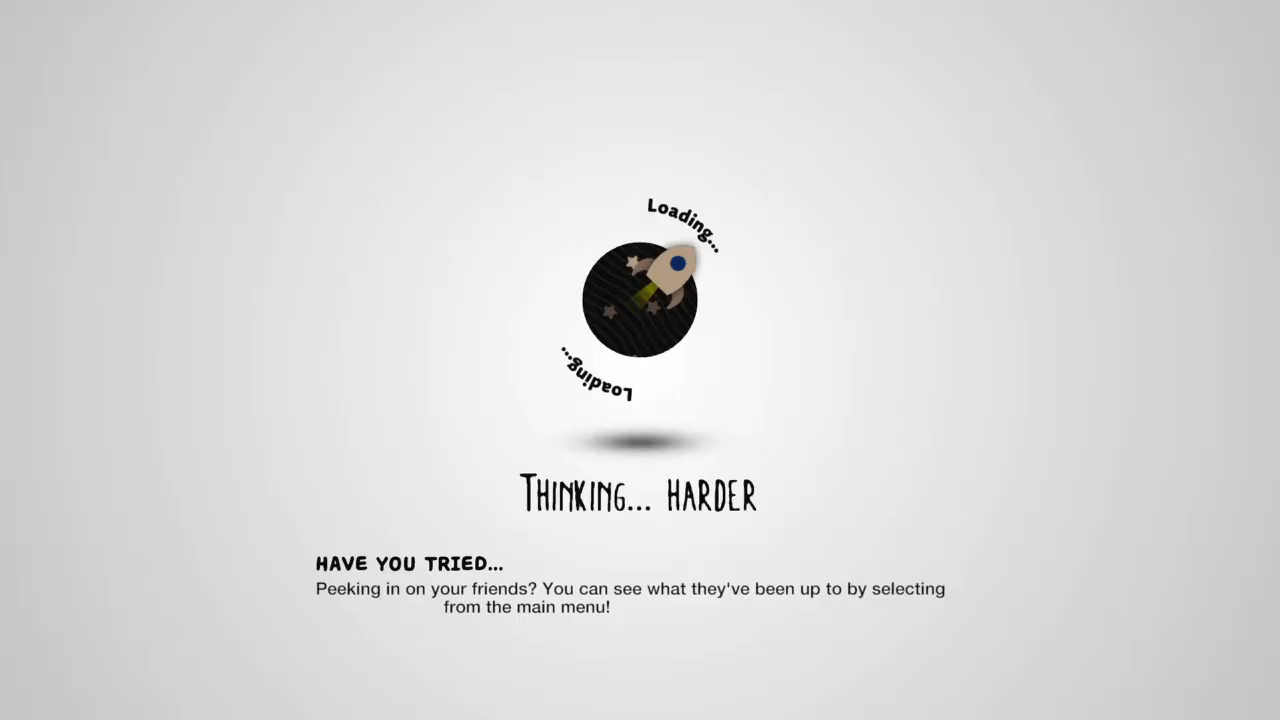 Loading...
Loading...
Thinking... harder
HAVE YOU TRIED...
Peeking in on your friends? You can see what they've been up to by selecting
from the main menu!